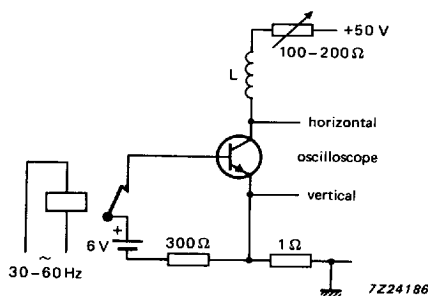 +50 V
100–200Ω
L
horizontal
oscilloscope
vertical
+
6 V
300Ω
1Ω
~
30–60 Hz
7Z24186